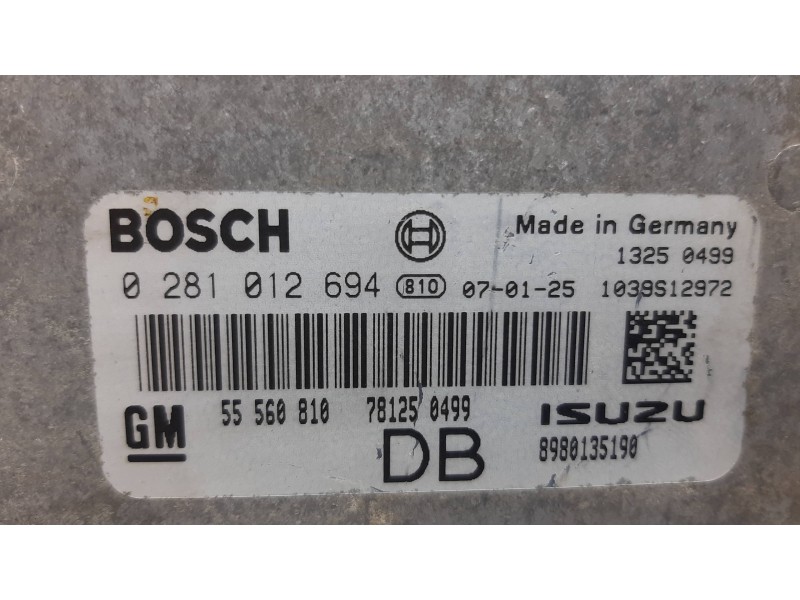 BOSCH Made in Germany
1325 0499
0 281 012 694 810 07-01-25 1039S12972
GM 55 560 810 781250 0499 ISUZU
DB 8980135190